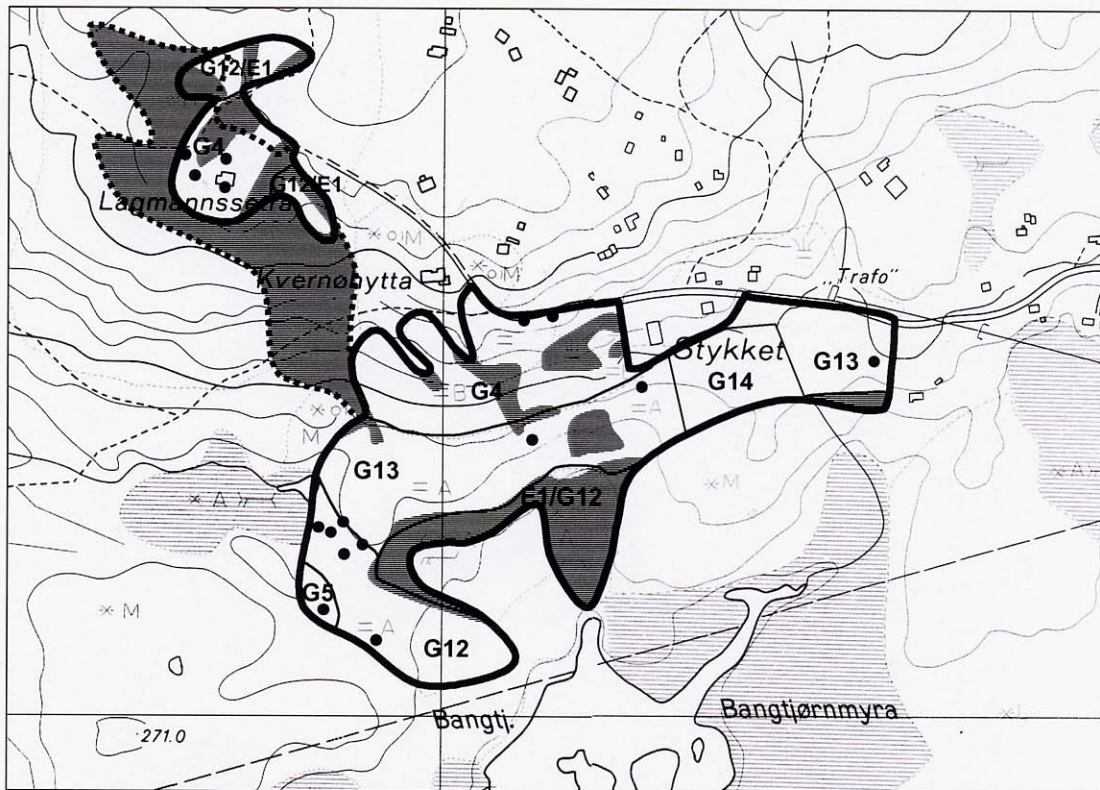 G12/E1
G4
G12/E1
Lagmannssetra
M
Kvernøhytta
M
„Trafo”
Stykket
G14
G13
B
G4
A
M
G13
A
A
E1/G12
M
A
M
G5
A
G12
Bangtj.
Bangtjørnmyra
271.0